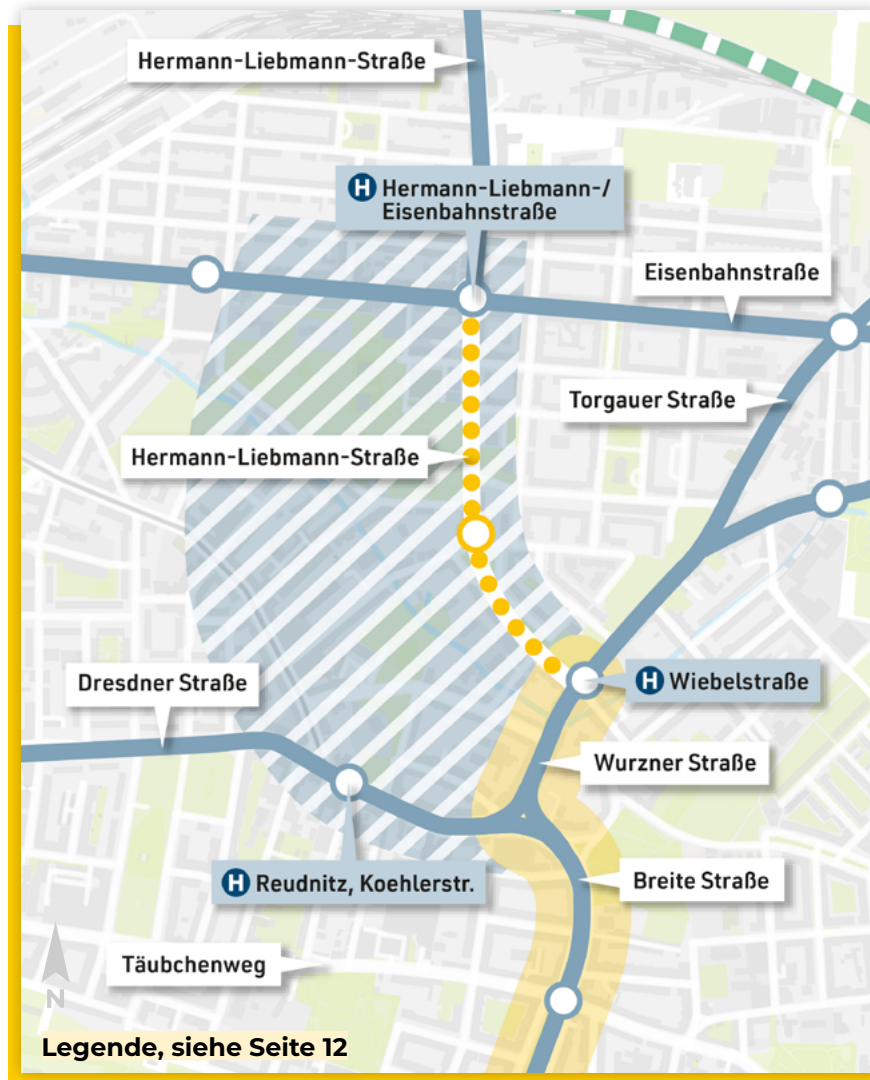 Hermann-Liebmann-Straße
H Hermann-Liebmann-/
Eisenbahnstraße
Eisenbahnstraße
Torgauer Straße
Hermann-Liebmann-Straße
Dresdner Straße
H Wiebelstraße
Wurzner Straße
H Reudnitz, Koehlerstr.
Breite Straße
Täubchenweg
N
Legende, siehe Seite 12